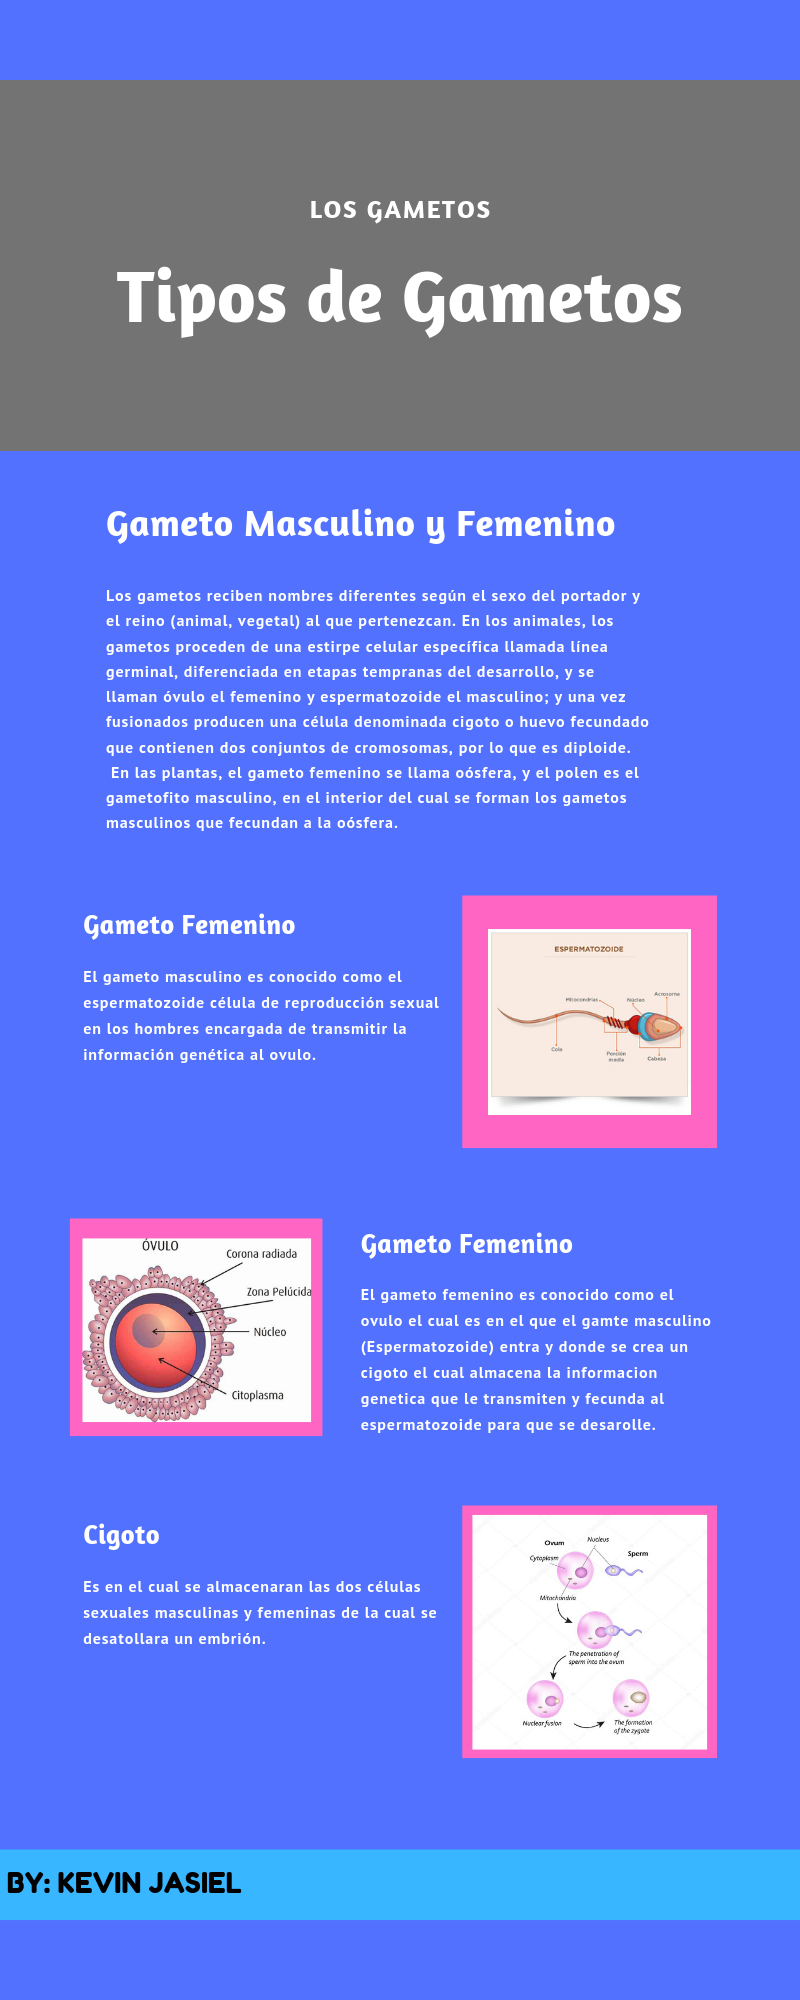 LOS GAMETOS
Tipos de Gametos
Gameto Masculino y Femenino
Los gametos reciben nombres diferentes según el sexo del portador y
el reino (animal, vegetal) al que pertenezcan. En los animales, los
gametos proceden de una estirpe celular específica llamada línea
germinal, diferenciada en etapas tempranas del desarrollo, y se
llaman óvulo el femenino y espermatozoide el masculino; y una vez
fusionados producen una célula denominada cigoto o huevo fecundado
que contienen dos conjuntos de cromosomas, por lo que es diploide.
En las plantas, el gameto femenino se llama oósfera, y el polen es el
gametofito masculino, en el interior del cual se forman los gametos
masculinos que fecundan a la oósfera.
Gameto Femenino
El gameto masculino es conocido como el
espermatozoide célula de reproducción sexual
en los hombres encargada de transmitir la
información genética al ovulo.
ESPERMATOZOIDE
Mitocondrias
Núcleo
Acrosoma
Cola
Porción
media
Cabeza
ÓVULO
Corona radiada
Zona Pelúcida
Núcleo
Citoplasma
Gameto Femenino
El gameto femenino es conocido como el
ovulo el cual es en el que el gamte masculino
(Espermatozoide) entra y donde se crea un
cigoto el cual almacena la informacion
genetica que le transmiten y fecunda al
espermatozoide para que se desarolle.
Cigoto
Es en el cual se almacenaran las dos células
sexuales masculinas y femeninas de la cual se
desatollara un embrión.
Ovum
Nucleus
Sperm
Cytoplasm
Mitochondria
The penetration of
sperm into the ovum
Nuclear fusion
The formation
of the zygote
BY: KEVIN JASIEL